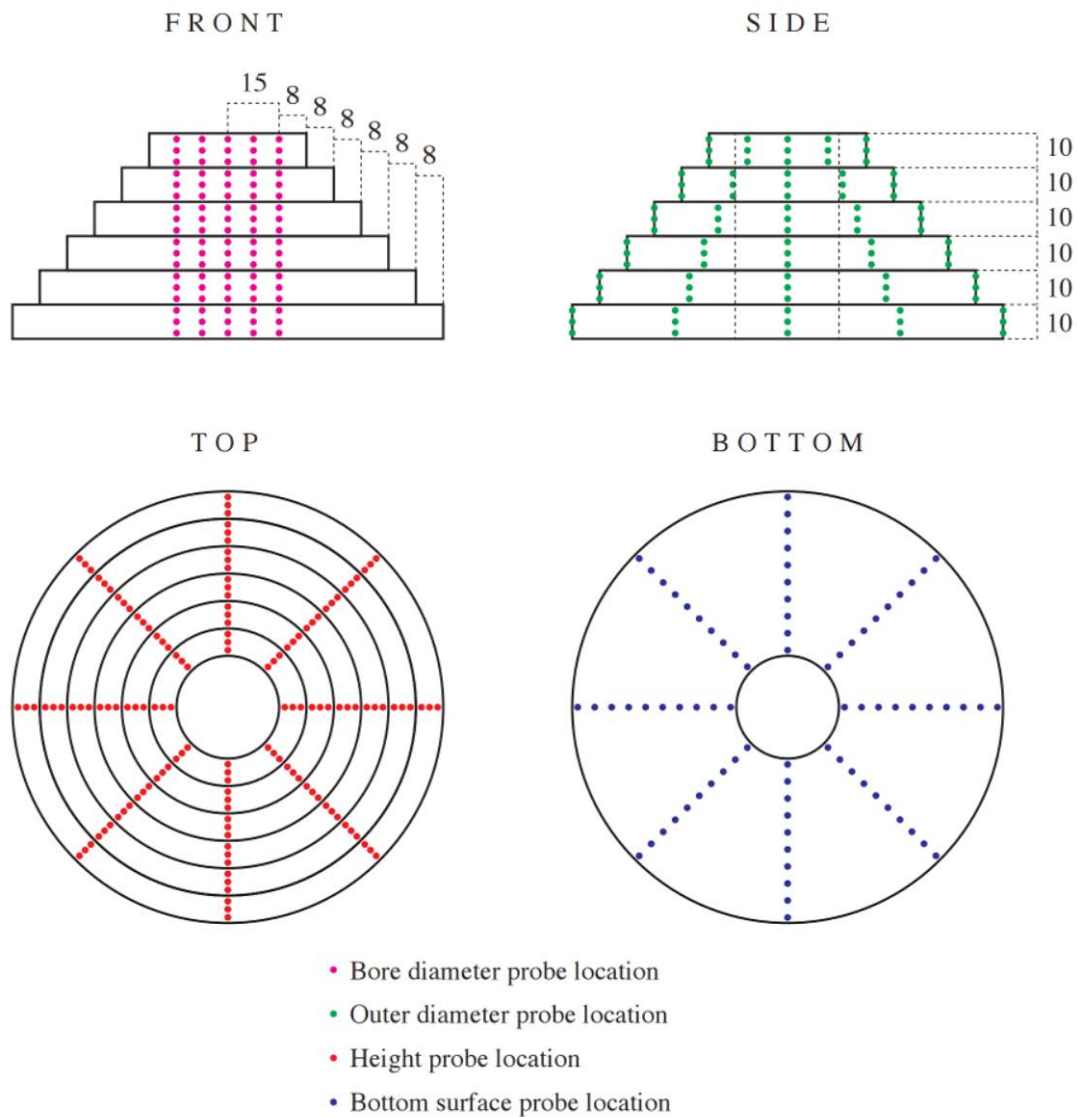 FRONT
SIDE
15
8
8
8
8
8
8
10
10
10
10
10
10
TOP
BOTTOM
Bore diameter probe location
Outer diameter probe location
Height probe location
Bottom surface probe location